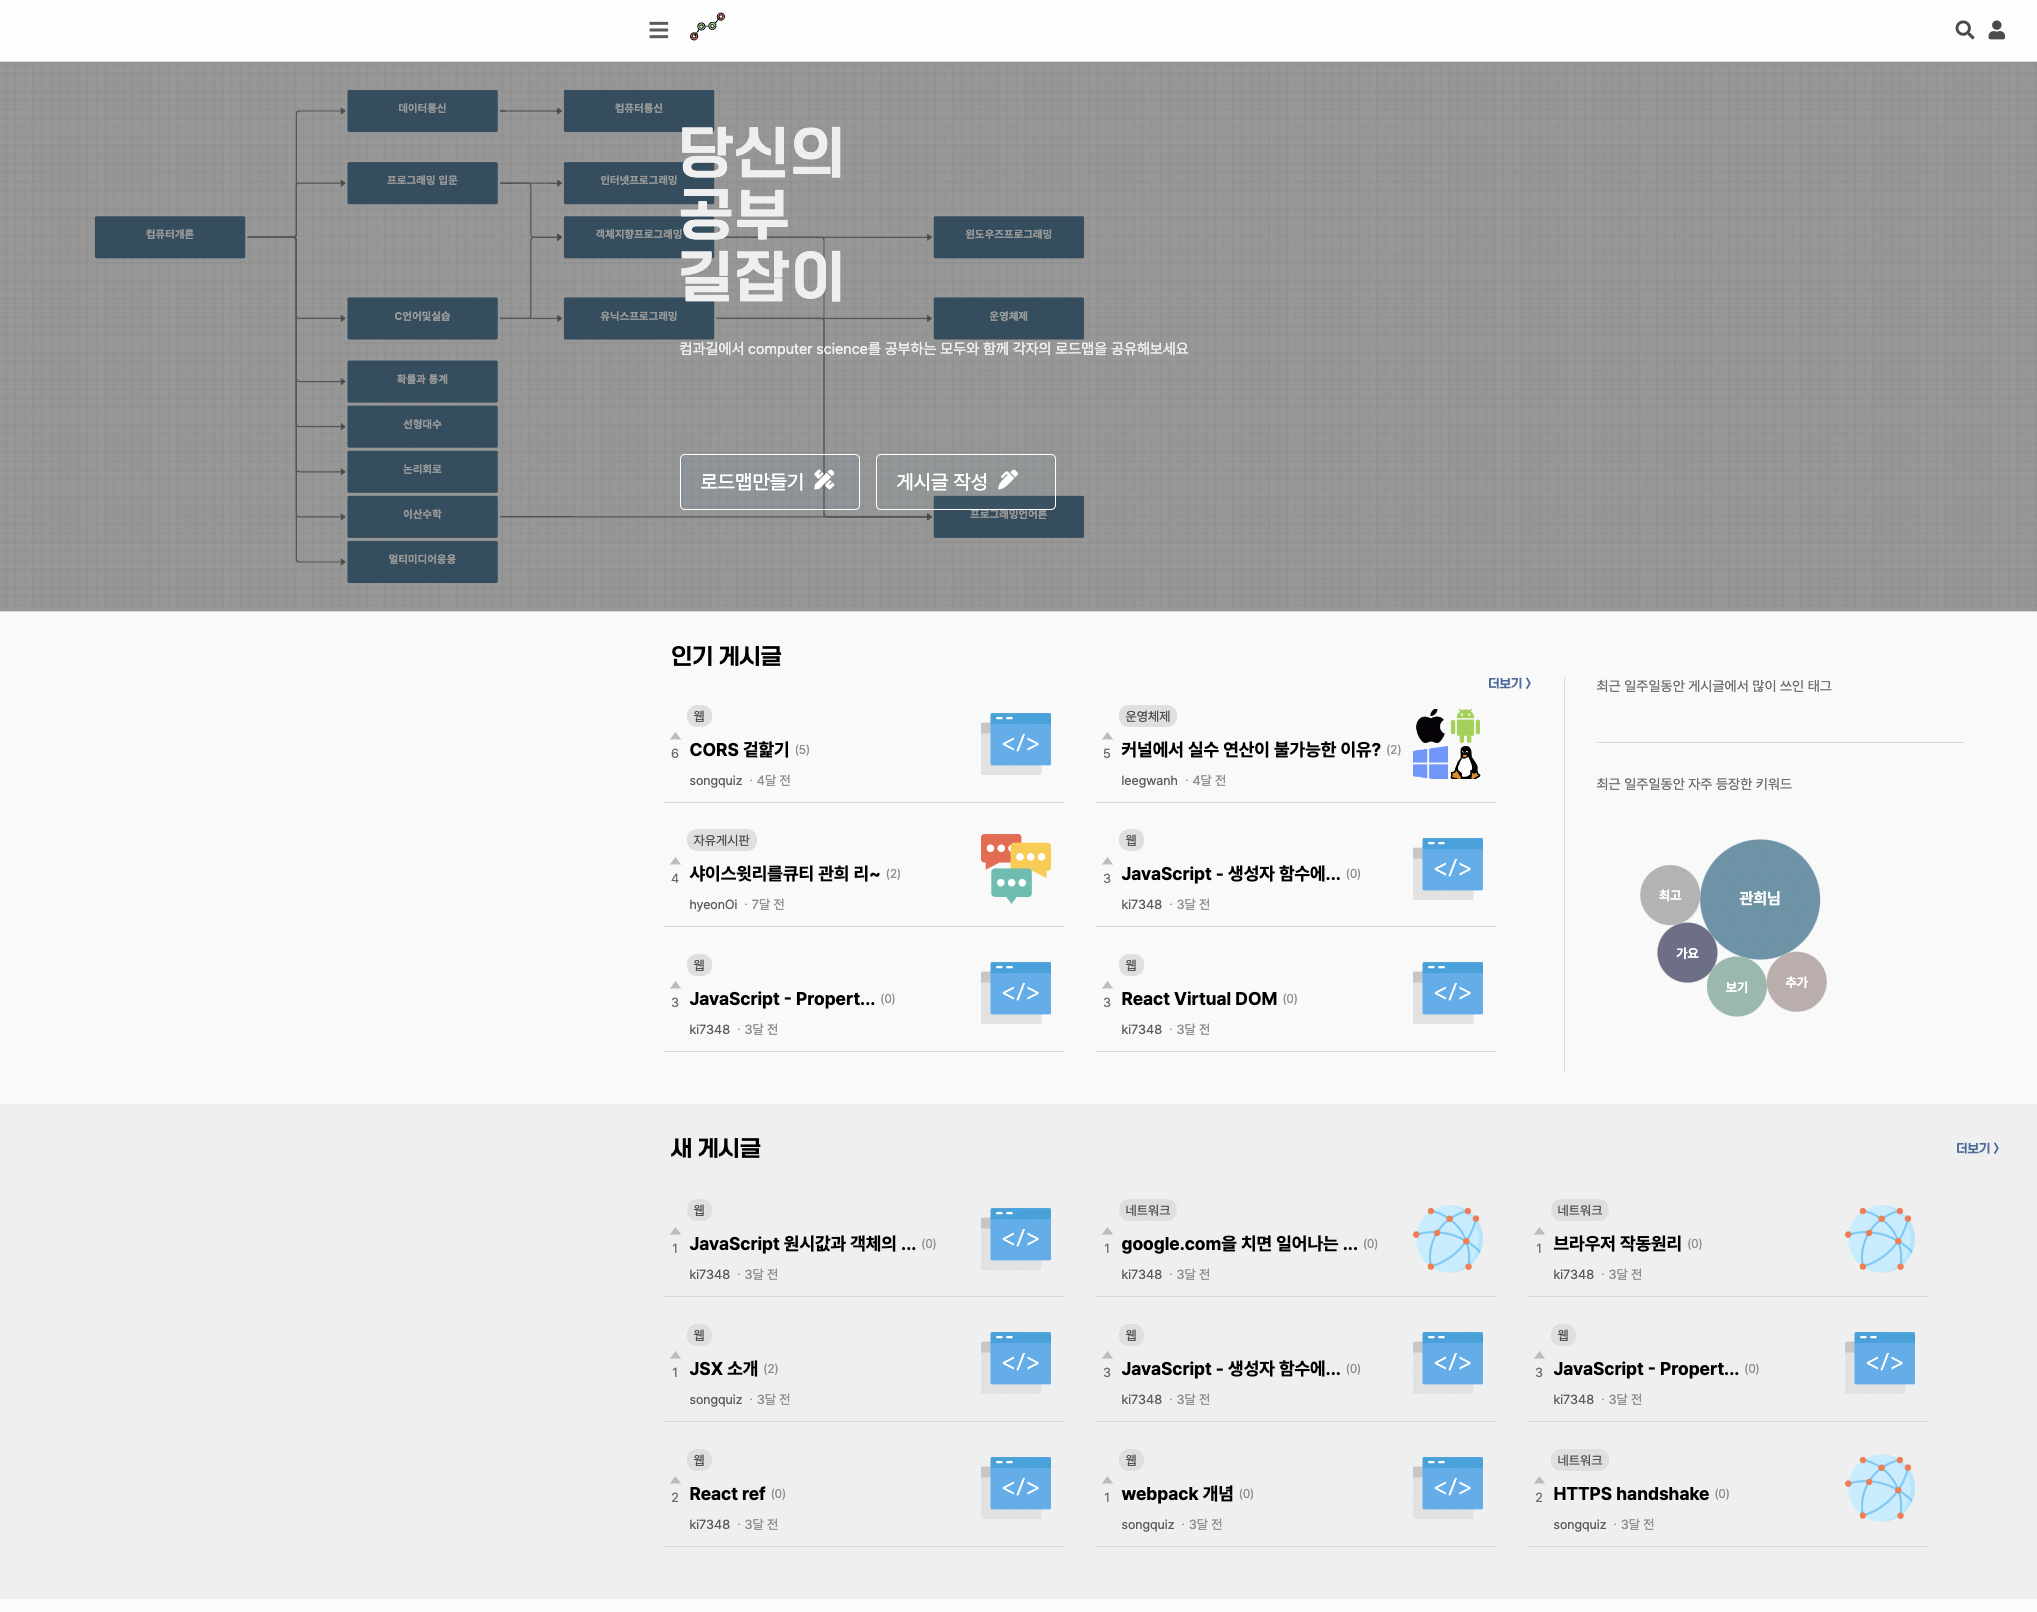 데이터통신
컴퓨터통신
프로그래밍 입문
인터넷프로그래밍
컴퓨터개론
객체지향프로그래밍
윈도우즈프로그래밍
C언어및실습
유닉스프로그래밍
운영체제
확률과 통계
선형대수
논리회로
이산수학
프로그래밍언어론
멀티미디어응용
당신의
공부
길잡이
컴과길에서 computer science를 공부하는 모두와 함께 각자의 로드맵을 공유해보세요
로드맵만들기
게시글 작성
인기 게시글
더보기 >
웹
6 CORS 겉핥기 (5)
songquiz · 4달 전
운영체제
5 커널에서 실수 연산이 불가능한 이유? (2)
leegwanh · 4달 전
자유게시판
4 샤이스윗리틀큐티 관희 리~ (2)
hyeonOi · 7달 전
웹
3 JavaScript - 생성자 함수에... (0)
ki7348 · 3달 전
웹
3 JavaScript - Propert... (0)
ki7348 · 3달 전
웹
3 React Virtual DOM (0)
ki7348 · 3달 전
최근 일주일동안 게시글에서 많이 쓰인 태그
최근 일주일동안 자주 등장한 키워드
최고
관희님
가요
보기
추가
새 게시글
더보기 >
웹
1 JavaScript 원시값과 객체의 ... (0)
ki7348 · 3달 전
네트워크
1 google.com을 치면 일어나는 ... (0)
ki7348 · 3달 전
네트워크
1 브라우저 작동원리 (0)
ki7348 · 3달 전
웹
1 JSX 소개 (2)
songquiz · 3달 전
웹
3 JavaScript - 생성자 함수에... (0)
ki7348 · 3달 전
웹
3 JavaScript - Propert... (0)
ki7348 · 3달 전
웹
2 React ref (0)
ki7348 · 3달 전
웹
1 webpack 개념 (0)
songquiz · 3달 전
네트워크
2 HTTPS handshake (0)
songquiz · 3달 전